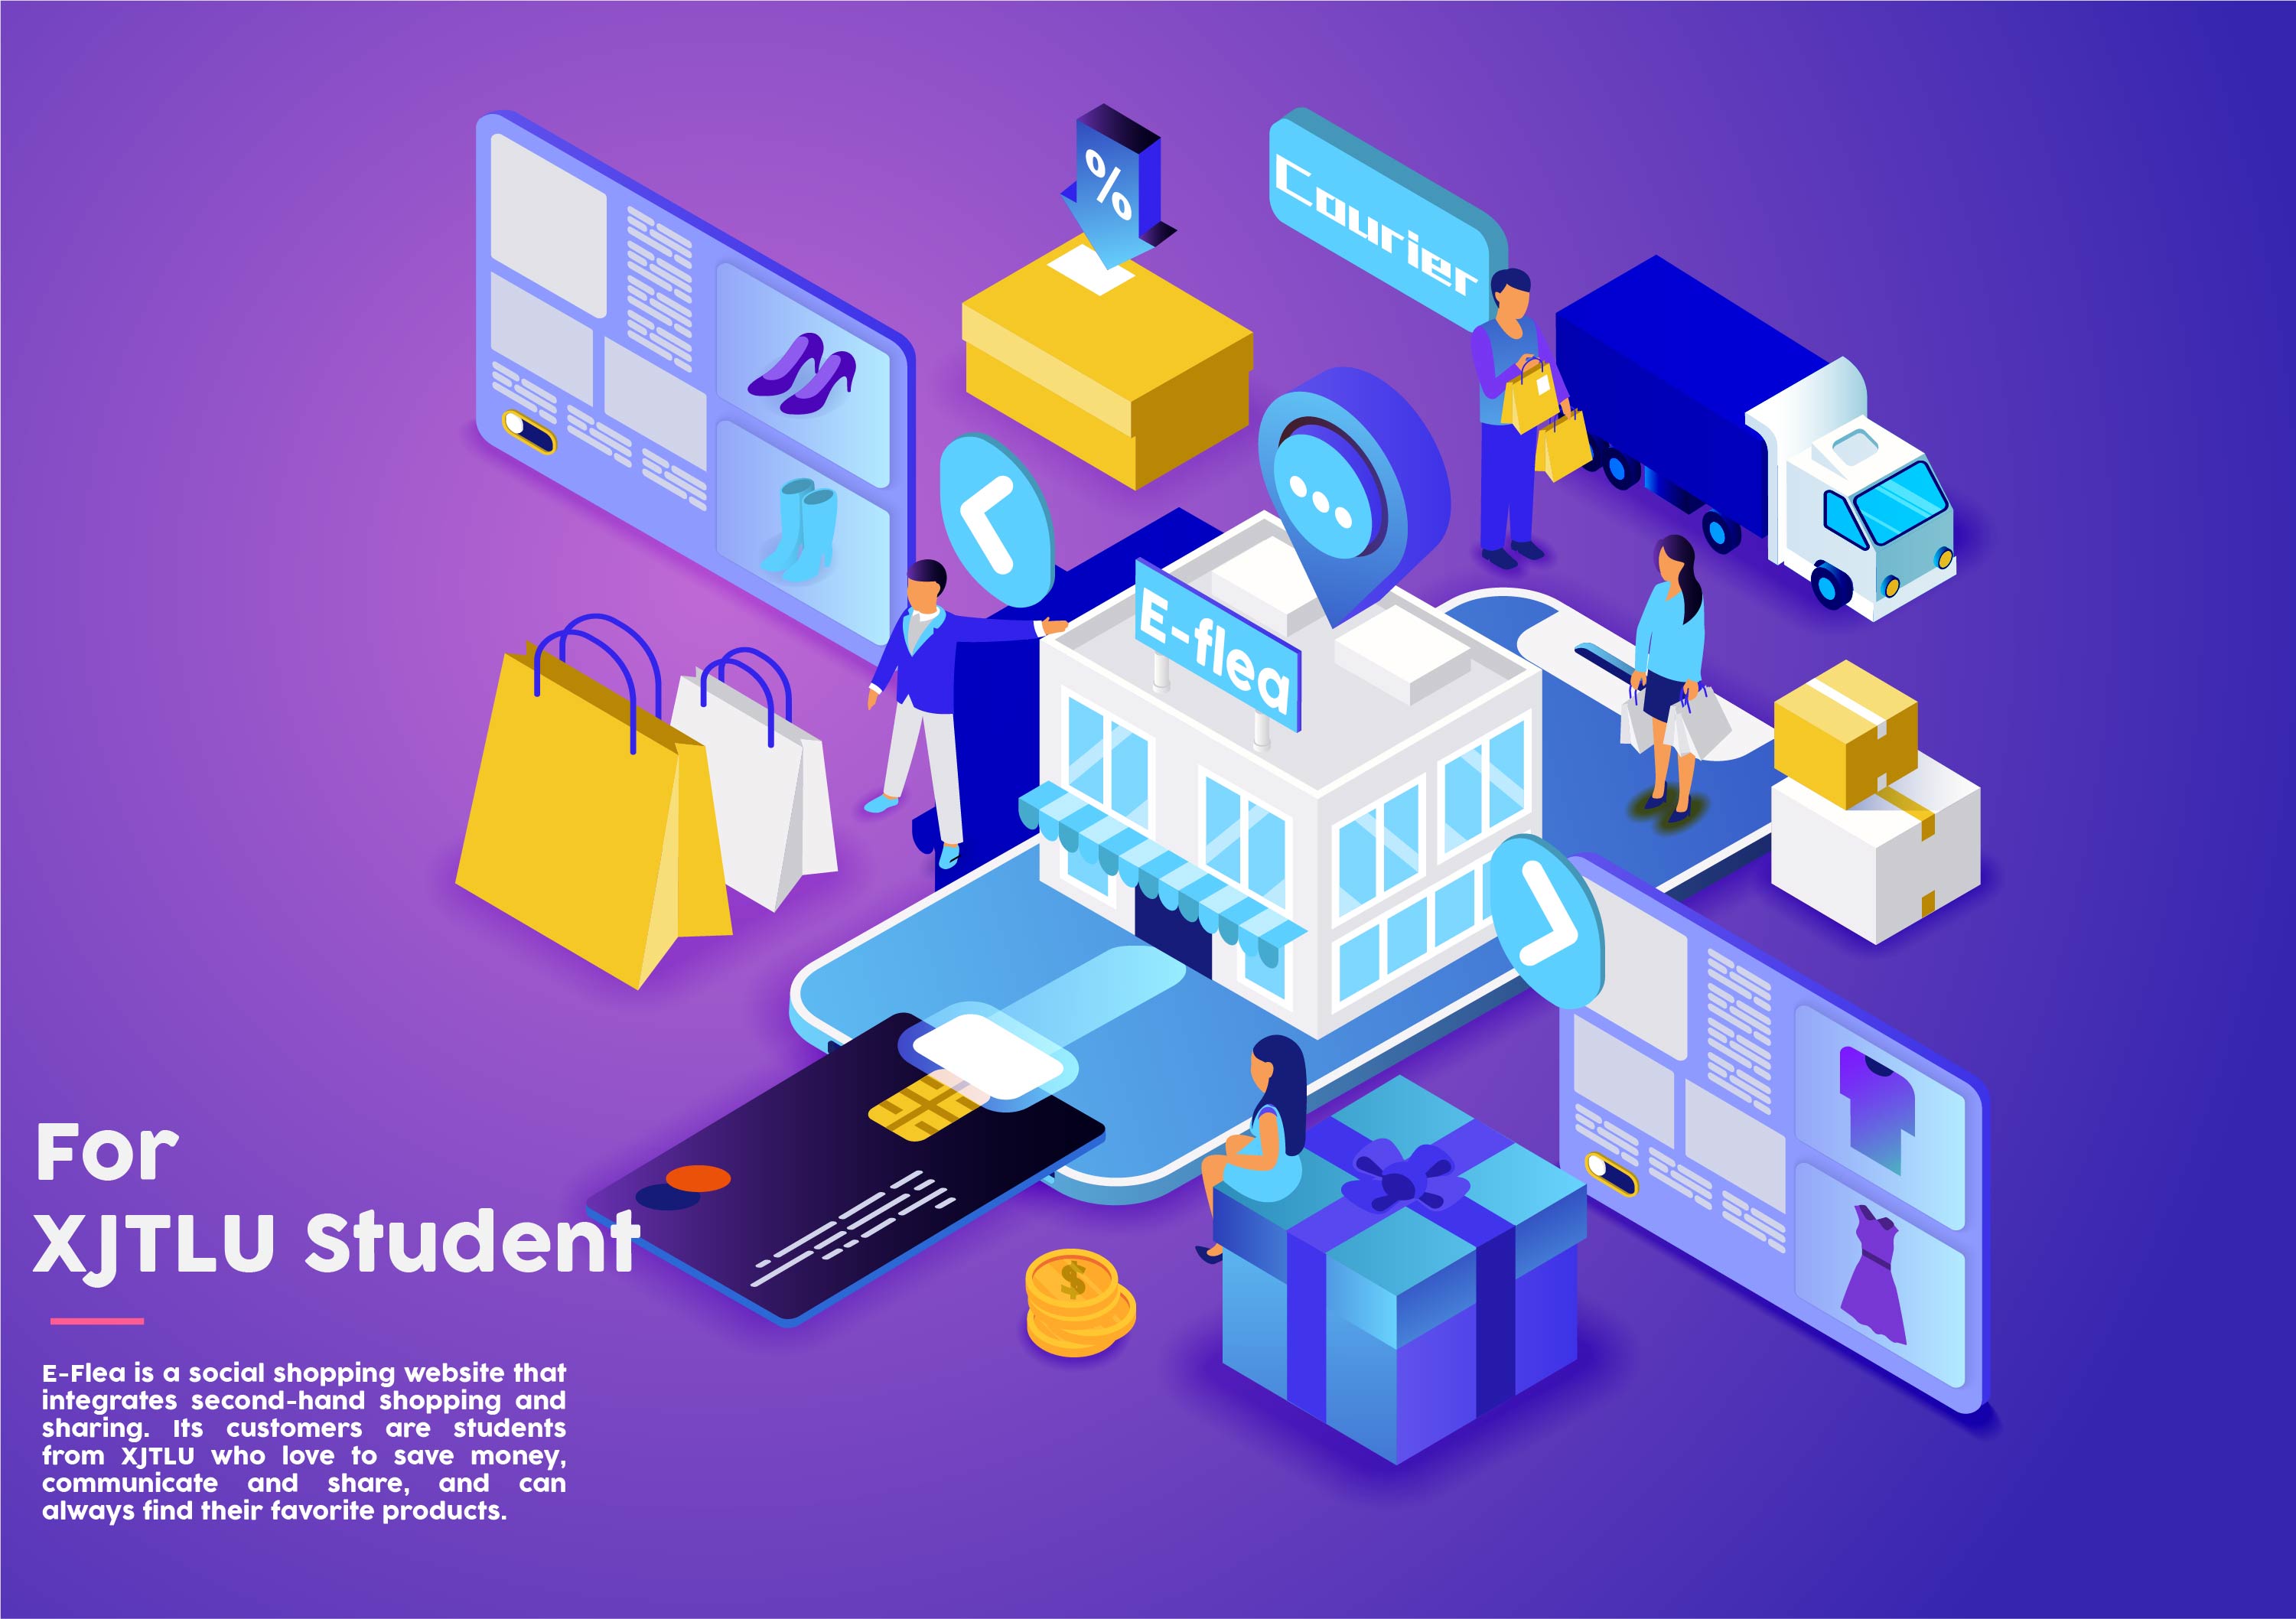 %
Courier
E-flea
$
For
XJTLU Student
E-Flea is a social shopping website that
integrates second-hand shopping and
sharing. Its customers are students
from XJTLU who love to save money,
communicate and share, and can
always find their favorite products.